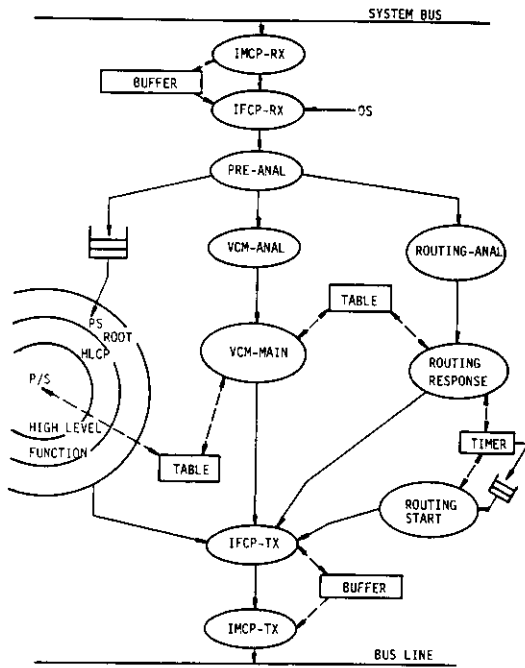 SYSTEM BUS
IMCP-RX
BUFFER
IFCP-RX
OS
PRE-ANAL
VCM-ANAL
ROUTING-ANAL
TABLE
PS
ROOT
HLCP
VCM-MAIN
ROUTING
RESPONSE
P/S
HIGH LEVEL
FUNCTION
TABLE
TIMER
ROUTING
START
IFCP-TX
BUFFER
IMCP-TX
BUS LINE